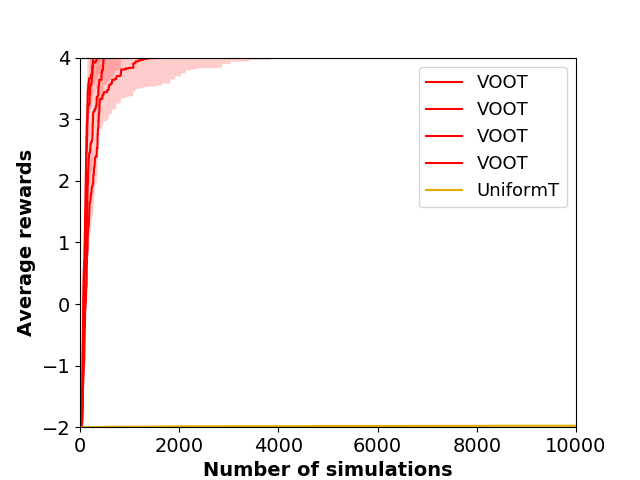 4
3
2
1
0
−1
−2
0 2000 4000 6000 8000 10000
Average rewards
Number of simulations
VOOT
VOOT
VOOT
VOOT
UniformT